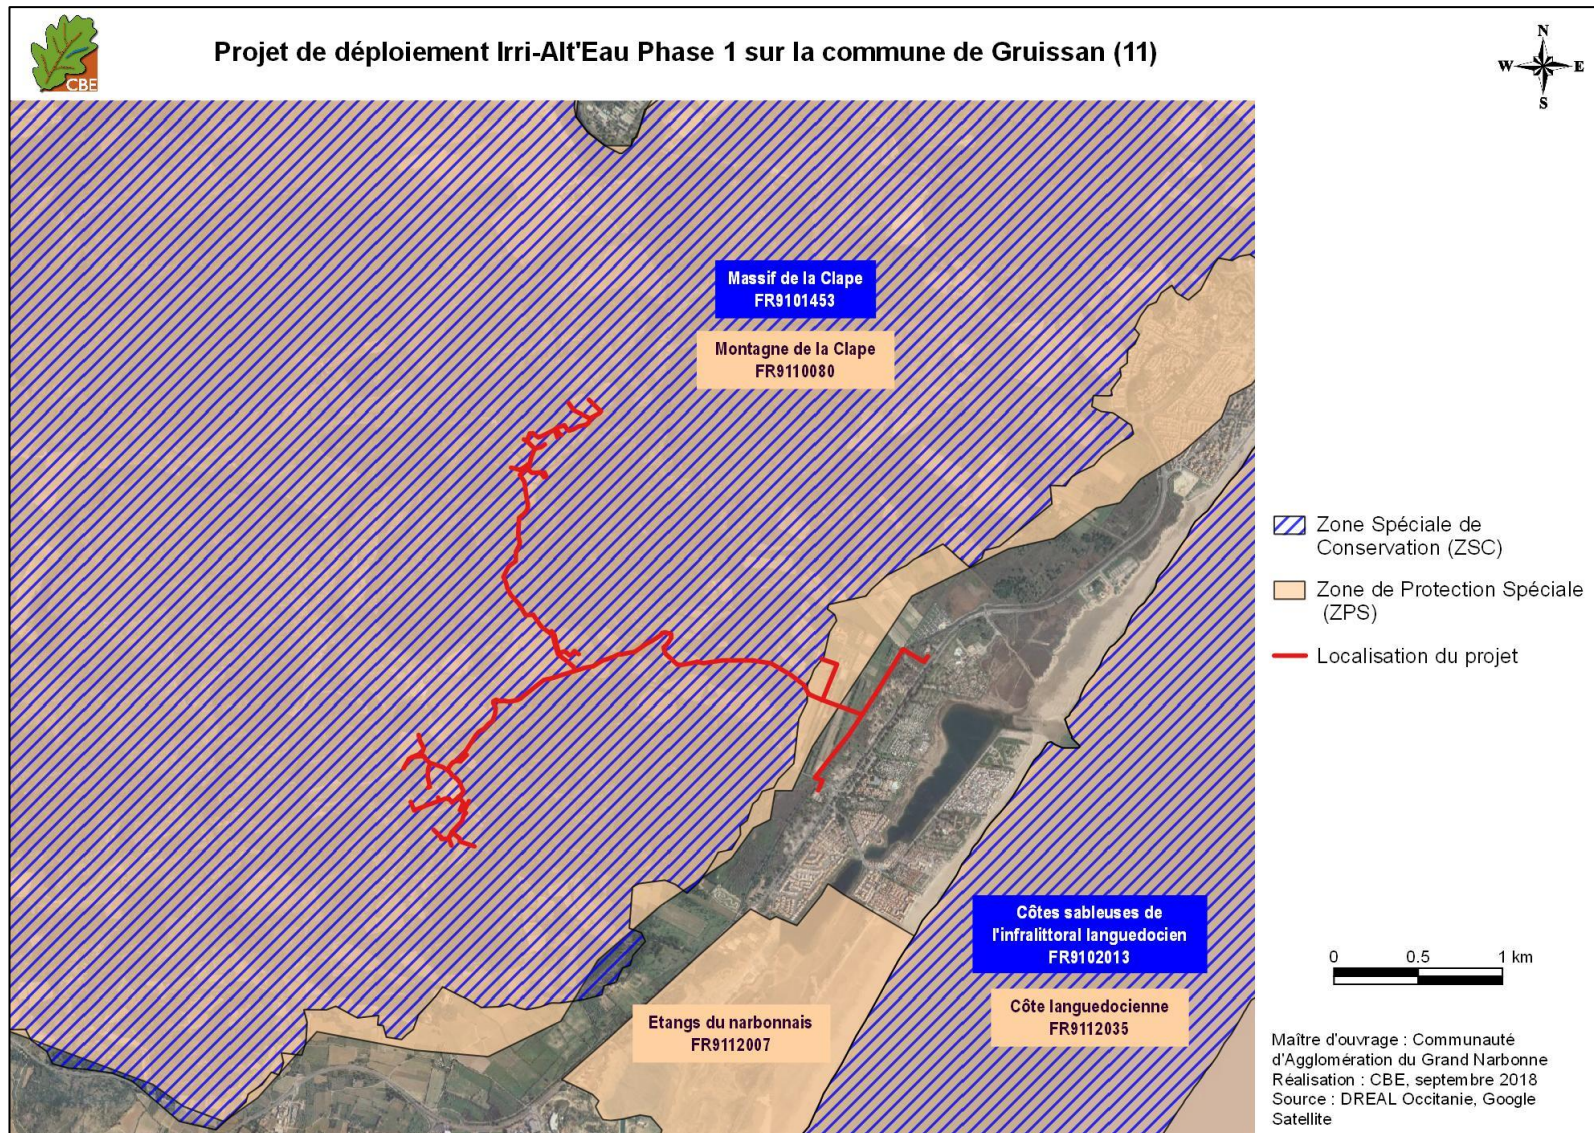 CBE
Projet de déploiement Irri-Alt'Eau Phase 1 sur la commune de Gruissan (11)
N
W E
S
Massif de la Clape
FR9101453
Montagne de la Clape
FR9110080
Zone Spéciale de
Conservation (ZSC)
Zone de Protection Spéciale
(ZPS)
Localisation du projet
Côtes sableuses de
l'infralittoral languedocien
FR9102013
Côte languedocienne
FR9112035
Etangs du narbonnais
FR9112007
0 0.5 1 km
Maître d'ouvrage : Communauté
d'Agglomération du Grand Narbonne
Réalisation : CBE, septembre 2018
Source : DREAL Occitanie, Google
Satellite